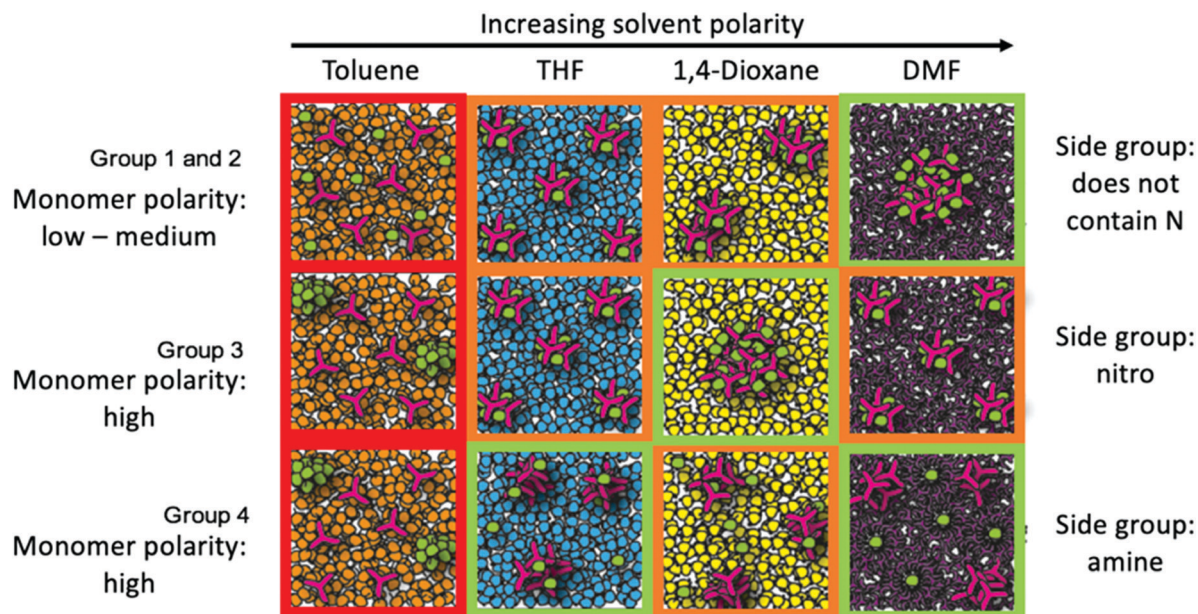 Increasing solvent polarity
Toluene
THF
1,4-Dioxane
DMF
Group 1 and 2
Monomer polarity:
low – medium
Side group:
does not
contain N
Group 3
Monomer polarity:
high
Side group:
nitro
Group 4
Monomer polarity:
high
Side group:
amine